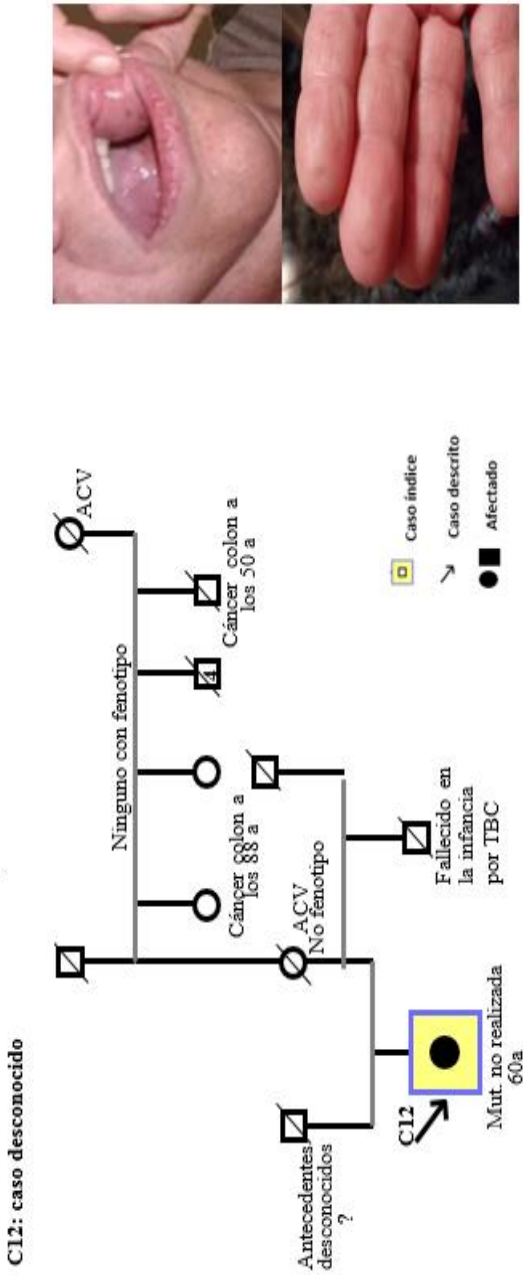 C12: caso desconocido
ACV
Ninguno con fenotipo
Cáncer colon a
los 88 a
4
Cáncer colon a
los 50 a
Antecedentes
desconocidos
?
ACV
No fenotipo
C12
Mut. no realizada
60a
Fallecido en
la infancia
por TBC
Caso índice
Caso descrito
Afectado